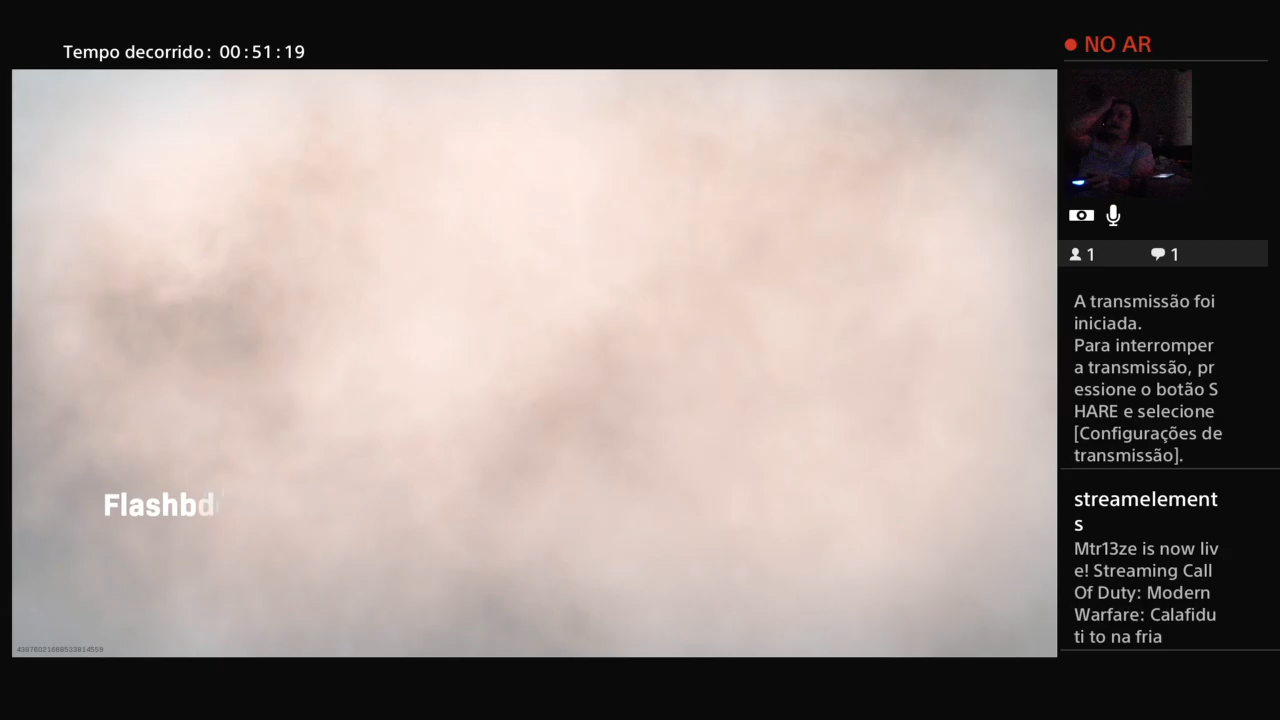 Tempo decorrido: 00:51:19
NO AR
1 1
A transmissão foi
iniciada.
Para interromper
a transmissão, pr
essione o botão S
HARE e selecione
[Configurações de
transmissão].
streamelement
s
Mtr13ze is now liv
e! Streaming Call
Of Duty: Modern
Warfare: Calafidu
ti to na fria